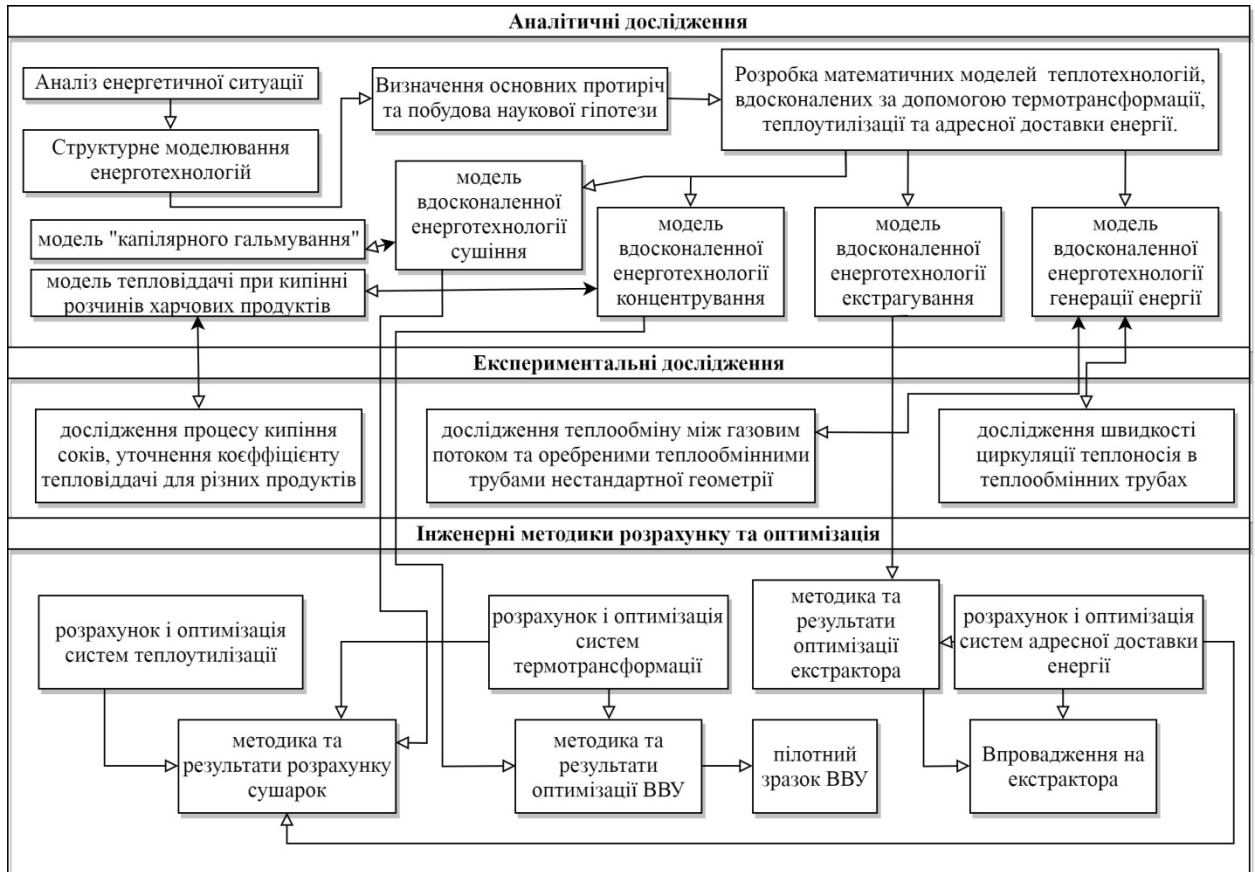 Аналітичні дослідження
Аналіз енергетичної ситуації
Структурне моделювання
енерготехнологій
Визначення основних протиріч
та побудова наукової гіпотези
Розробка математичних моделей теплотехнологій,
вдосконалених за допомогою термотрансформації,
теплоутилізації та адресної доставки енергії.
модель
вдосконаленої
енерготехнології
сушіння
модель "капілярного гальмування"
модель тепловіддачі при кипінні
розчинів харчових продуктів
модель
вдосконаленої
енерготехнології
концентрування
модель
вдосконаленої
енерготехнології
екстрагування
модель
вдосконаленої
енерготехнології
генерації енергії
Експериментальні дослідження
дослідження процесу кипіння
соків, уточнення коєффіцієнту
тепловіддачі для різних продуктів
дослідження теплообміну між газовим
потоком та оребреними теплообмінними
трубами нестандартної геометрії
дослідження швидкості
циркуляції теплоносія в
теплообмінних трубах
Інженерні методики розрахунку та оптимізація
розрахунок і оптимізація
систем теплоутилізації
розрахунок і оптимізація
систем
термотрансформації
методика та
результати
оптимізації
екстрактора
розрахунок і оптимізація
систем адресної доставки
енергії
методика та
результати розрахунку
сушарок
методика та
результати
оптимізації ВВУ
пілотний
зразок ВВУ
Впровадження на
екстрактора